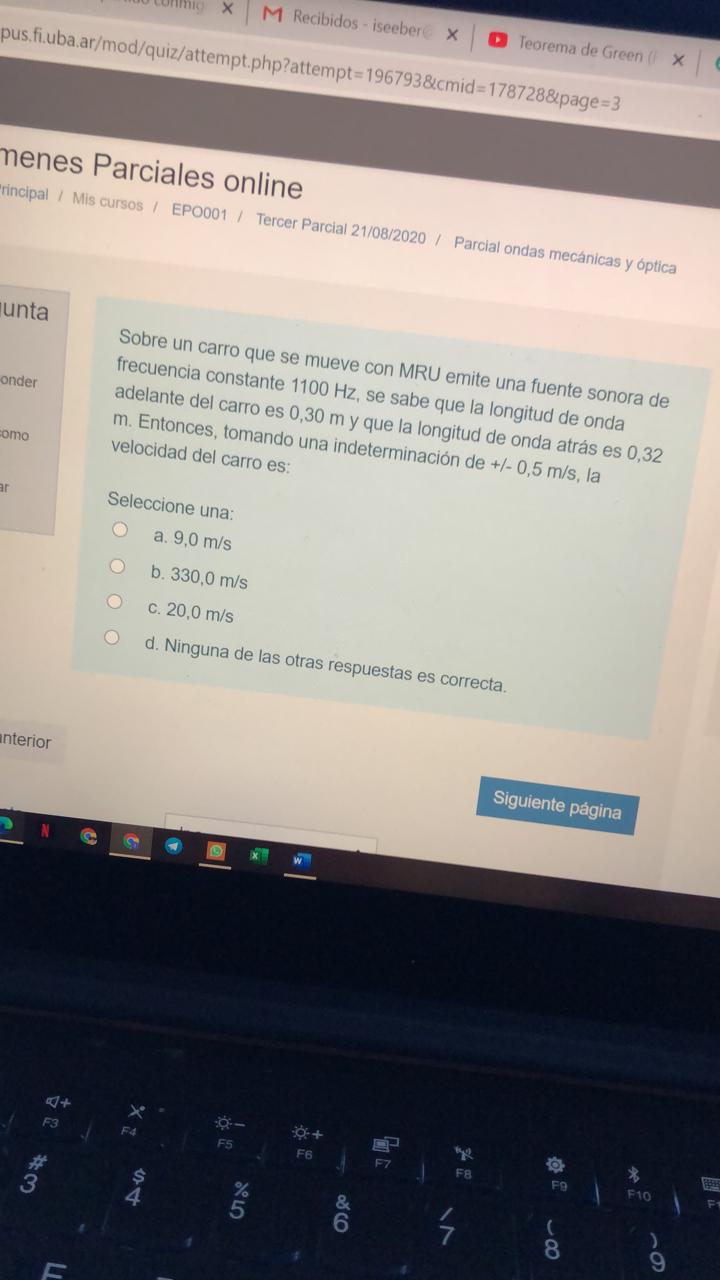 Recibidos - iseeber@
Teorema de Green (
pus.fi.uba.ar/mod/quiz/attempt.php?attempt=196793&cmid=178728&page=3
menes Parciales online
rincipal / Mis cursos / EPO001 / Tercer Parcial 21/08/2020 / Parcial ondas mecánicas y óptica
unta
onder
omo
ar
Sobre un carro que se mueve con MRU emite una fuente sonora de
frecuencia constante 1100 Hz, se sabe que la longitud de onda
adelante del carro es 0,30 m y que la longitud de onda atrás es 0,32
m. Entonces, tomando una indeterminación de +/- 0,5 m/s, la
velocidad del carro es:
Seleccione una:
a. 9,0 m/s
b. 330,0 m/s
c. 20,0 m/s
d. Ninguna de las otras respuestas es correcta.
anterior
Siguiente página
F3 F4 F5 F6 F7 F8 F9 F10
# $ % & / ( )
3 4 5 6 7 8 9